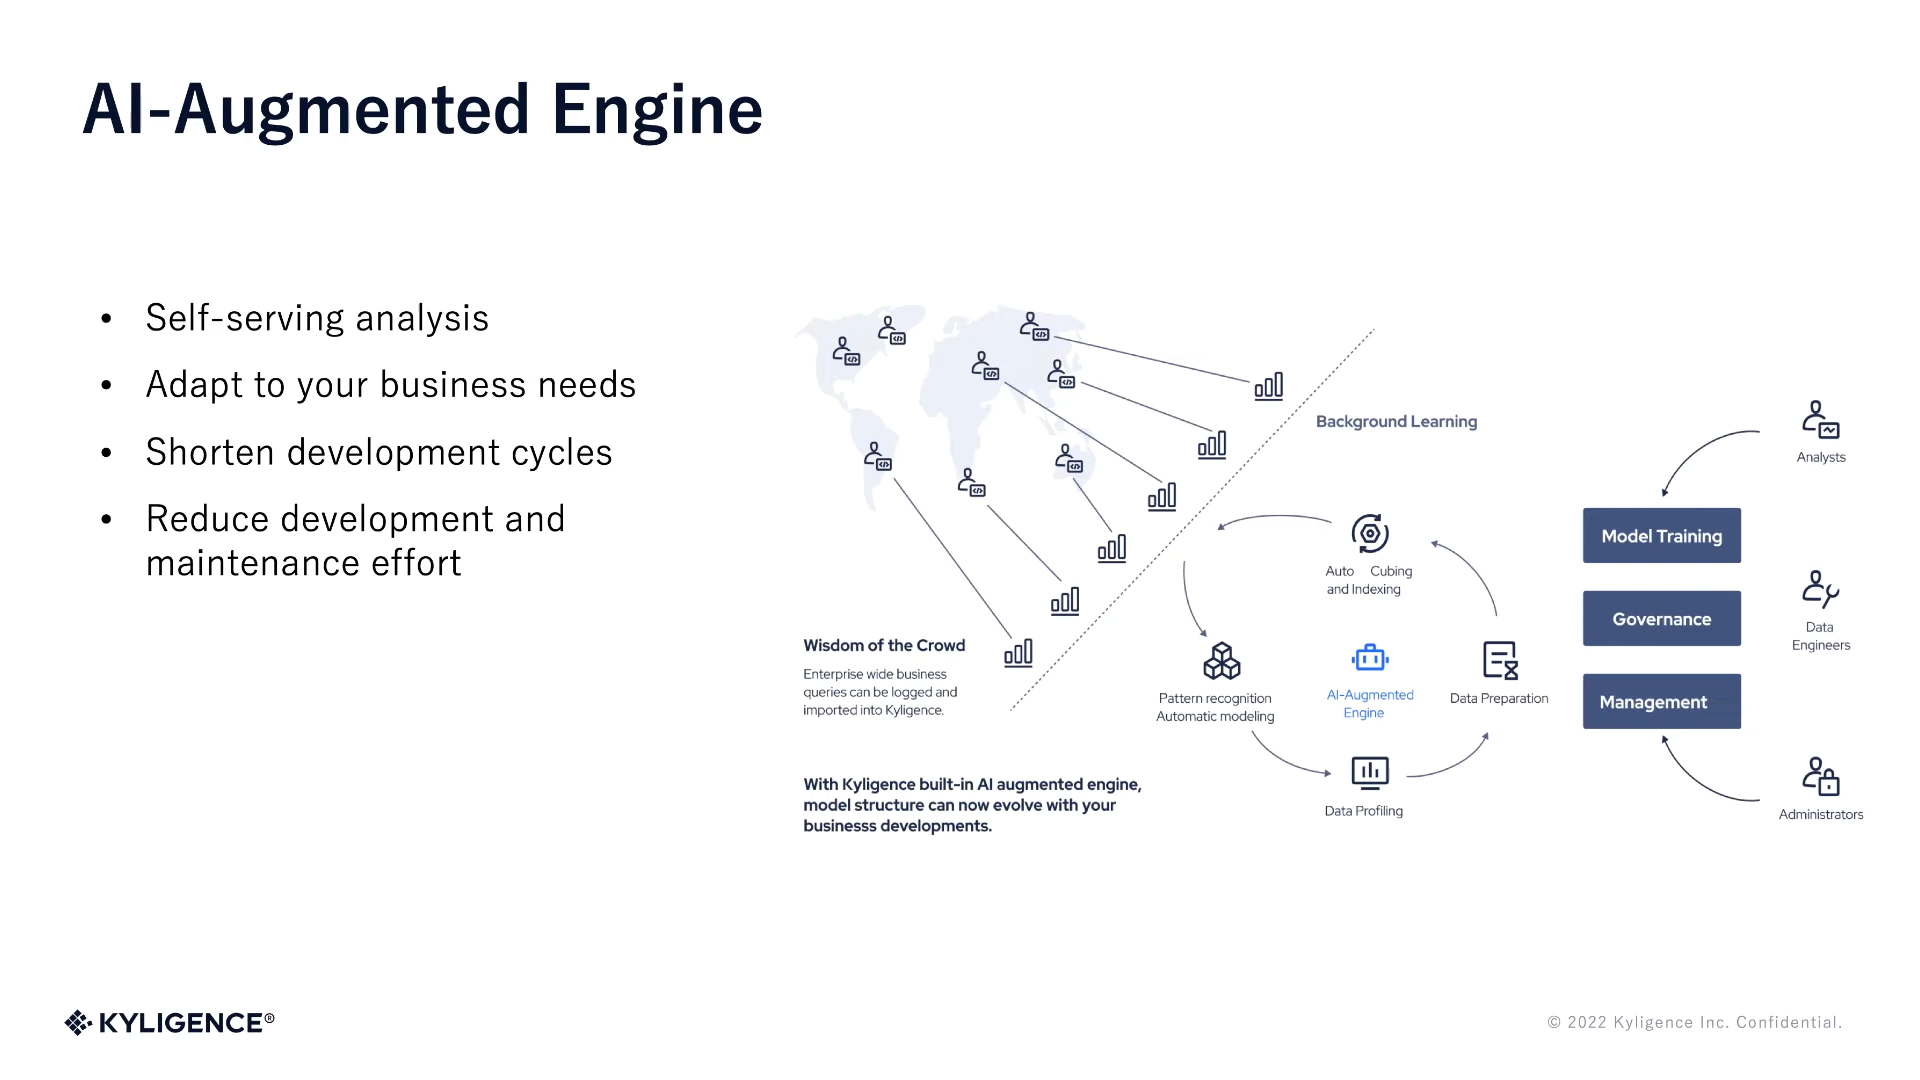 AI-Augmented Engine
• Self-serving analysis
• Adapt to your business needs
• Shorten development cycles
• Reduce development and
maintenance effort
Wisdom of the Crowd
Enterprise wide business
queries can be logged and
imported into Kyligence.
With Kyligence built-in AI augmented engine,
model structure can now evolve with your
businesss developments.
Background Learning
Auto Cubing
and Indexing
Pattern recognition
Automatic modeling
AI-Augmented
Engine
Data Preparation
Data Profiling
Model Training
Governance
Management
Analysts
Data
Engineers
Administrators
KYLIGENCE®
© 2022 Kyligence Inc. Confidential.